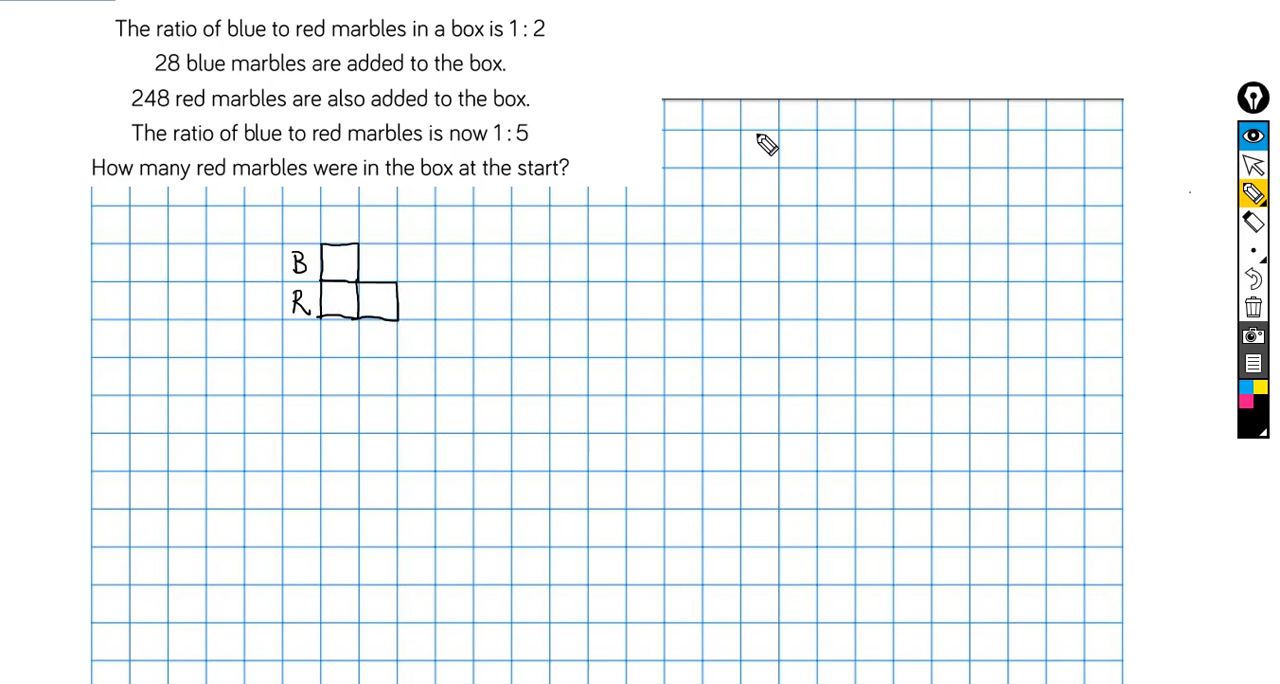 The ratio of blue to red marbles in a box is 1 : 2
28 blue marbles are added to the box.
248 red marbles are also added to the box.
The ratio of blue to red marbles is now 1 : 5
How many red marbles were in the box at the start?
B
R